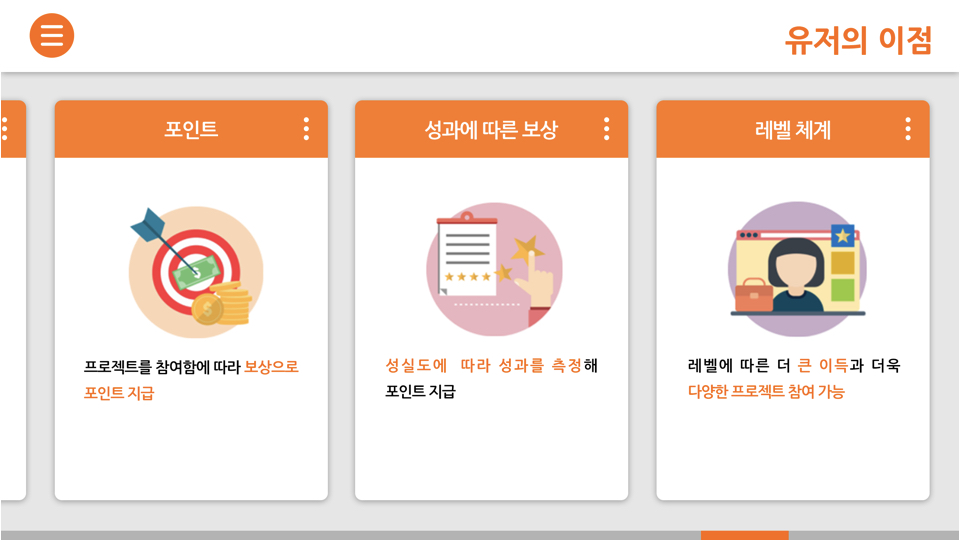 유저의 이점
포인트
성과에 따른 보상
레벨 체계
프로젝트를 참여함에 따라 보상으로
포인트 지급
성실도에 따라 성과를 측정해
포인트 지급
레벨에 따른 더 큰 이득과 더욱
다양한 프로젝트 참여 가능